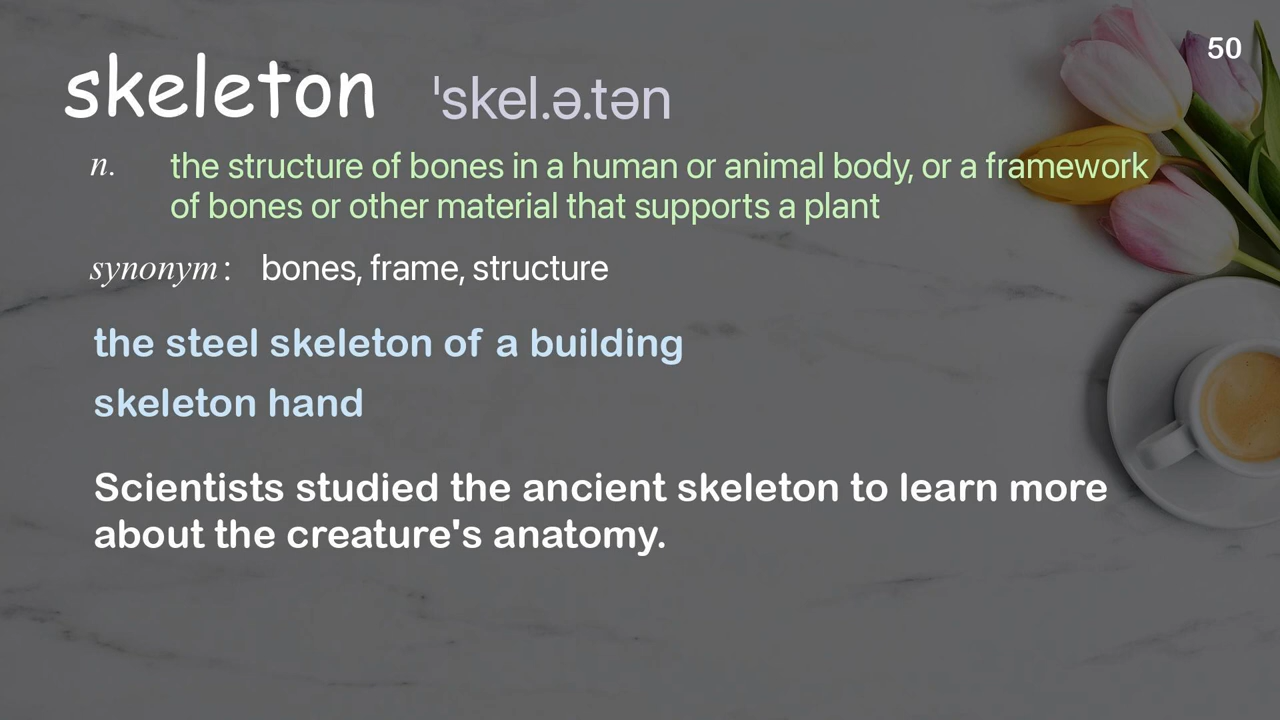 50
skeleton ˈskel.ə.tən
n. the structure of bones in a human or animal body, or a framework
of bones or other material that supports a plant
synonym: bones, frame, structure
the steel skeleton of a building
skeleton hand
Scientists studied the ancient skeleton to learn more
about the creature's anatomy.